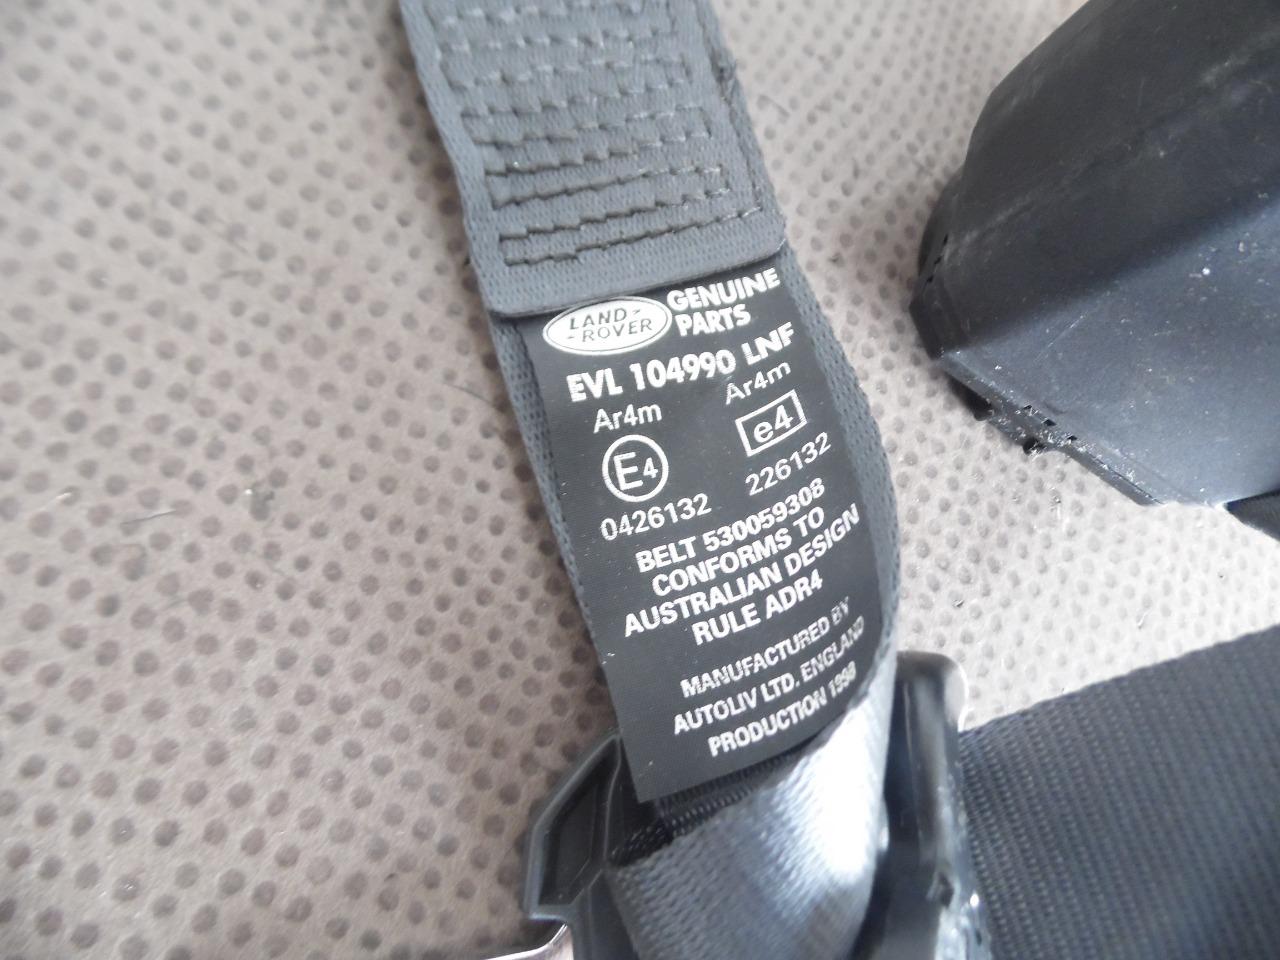 LAND-
-ROVER
GENUINE
PARTS
EVL 104990 LNF
Ar4m
Ar4m
E4
e4
0426132
226132
BELT 530059308
CONFORMS TO
AUSTRALIAN DESIGN
RULE ADR4
MANUFACTURED BY
AUTOLIV LTD. ENGLAND
PRODUCTION 1998